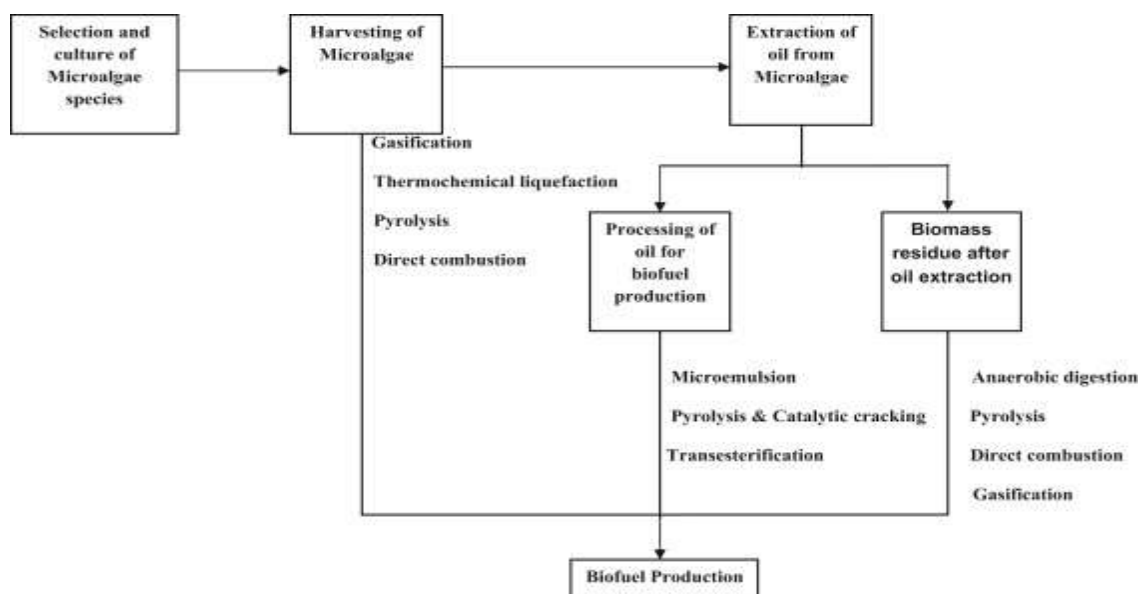 Selection and
culture of
Microalgae
species
Harvesting of
Microalgae
Extraction of
oil from
Microalgae
Gasification
Thermochemical liquefaction
Pyrolysis
Direct combustion
Processing of
oil for
biofuel
production
Biomass
residue after
oil extraction
Microemulsion
Pyrolysis & Catalytic cracking
Transesterification
Anaerobic digestion
Pyrolysis
Direct combustion
Gasification
Biofuel Production